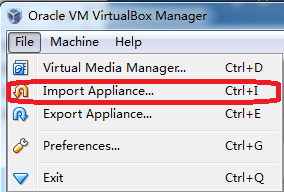 Oracle VM VirtualBox Manager
File Machine Help
Virtual Media Manager... Ctrl+D
Import Appliance... Ctrl+I
Export Appliance... Ctrl+E
Preferences... Ctrl+G
Exit Ctrl+Q